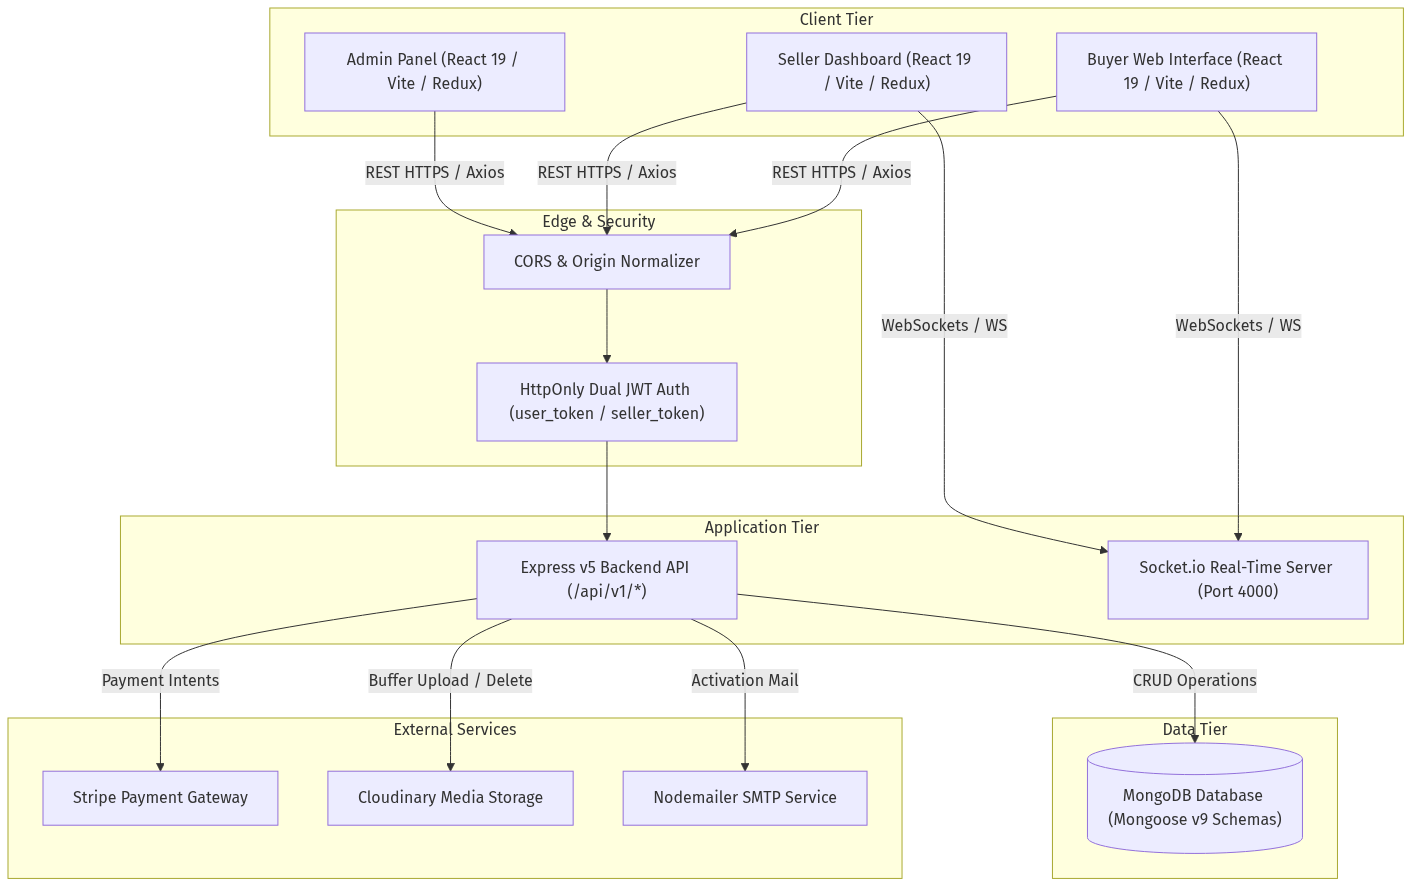 Client Tier
Admin Panel (React 19 /
Vite / Redux)
Seller Dashboard (React 19
/ Vite / Redux)
Buyer Web Interface (React
19 / Vite / Redux)
REST HTTPS / Axios
REST HTTPS / Axios
REST HTTPS / Axios
Edge & Security
CORS & Origin Normalizer
WebSockets / WS
WebSockets / WS
HttpOnly Dual JWT Auth
(user_token / seller_token)
Application Tier
Express v5 Backend API
(/api/v1/*)
Socket.io Real-Time Server
(Port 4000)
Payment Intents
Buffer Upload / Delete
Activation Mail
CRUD Operations
External Services
Stripe Payment Gateway
Cloudinary Media Storage
Nodemailer SMTP Service
Data Tier
MongoDB Database
(Mongoose v9 Schemas)